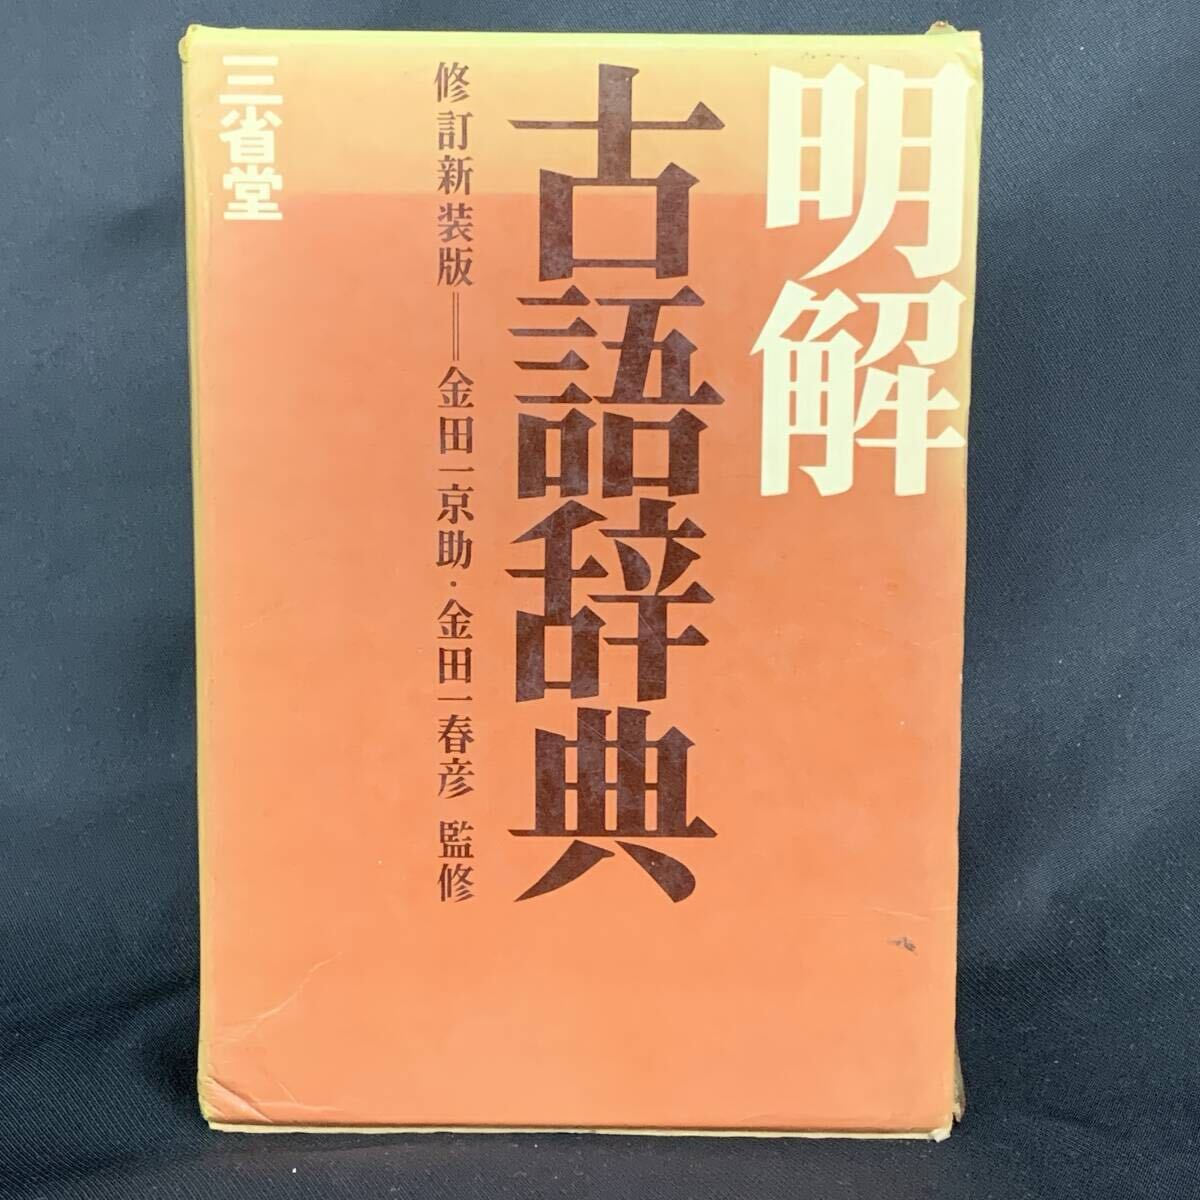 明解
古語辞典
修訂新装版＝金田一京助・金田一春彦 監修
三省堂